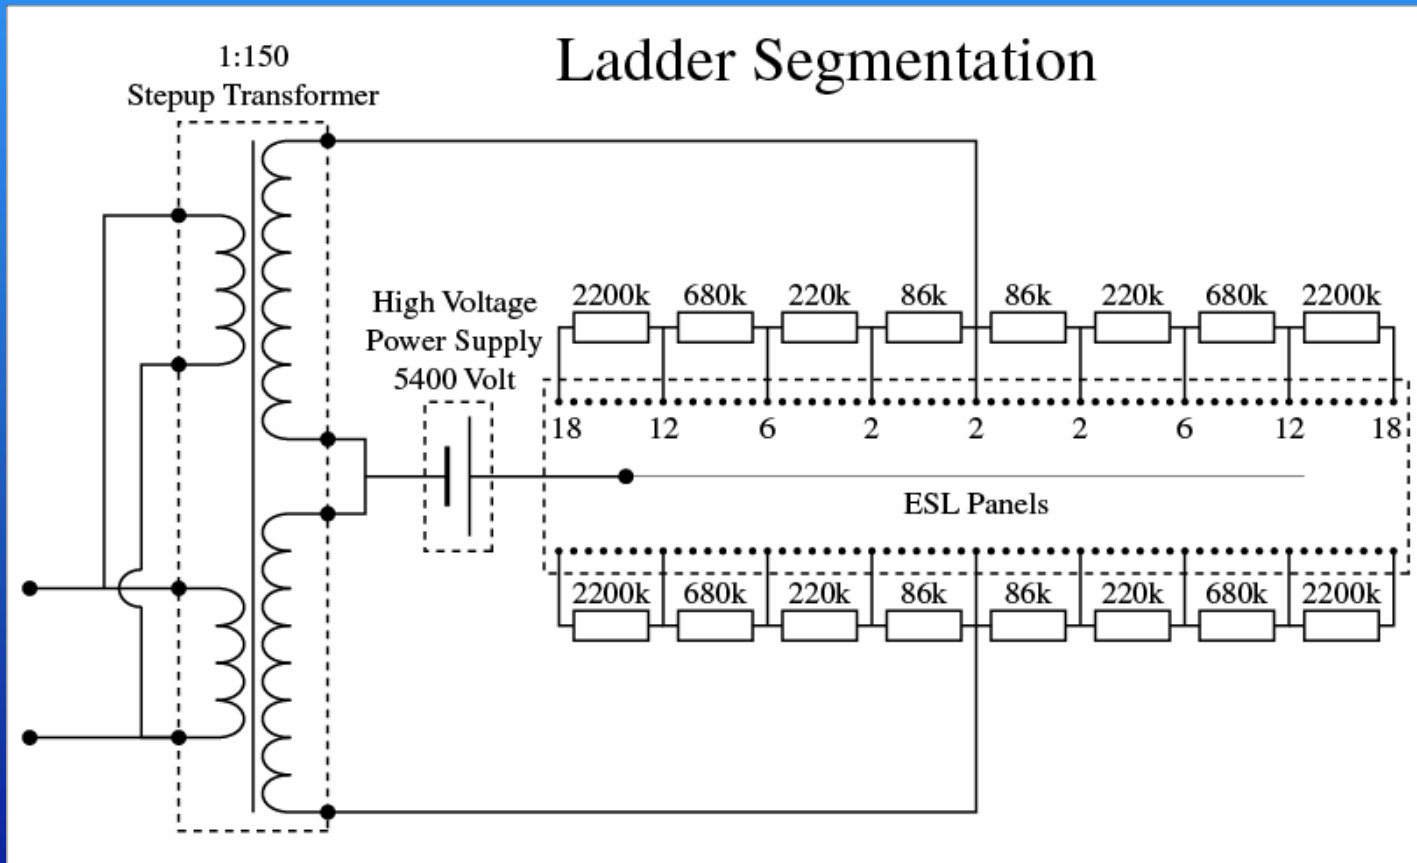 1:150
Stepup Transformer
Ladder Segmentation
High Voltage
Power Supply
5400 Volt
2200k 680k 220k 86k 86k 220k 680k 2200k
18 12 6 2 2 2 6 12 18
ESL Panels
2200k 680k 220k 86k 86k 220k 680k 2200k